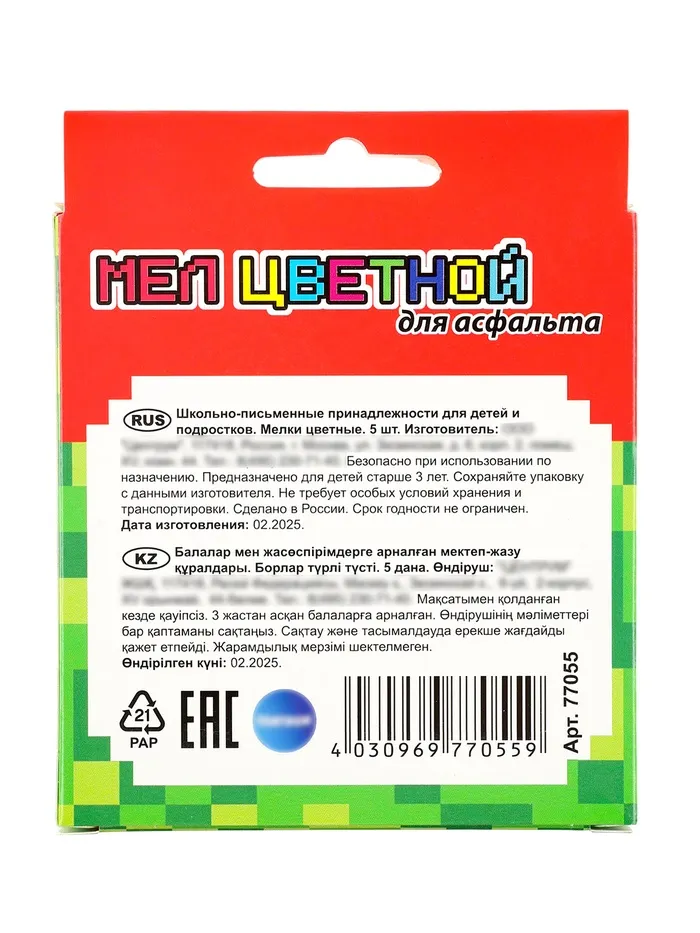 МЕЛ ЦВЕТНОЙ
для асфальта
RUS Школьно-письменные принадлежности для детей и
подростков. Мелки цветные. 5 шт. Изготовитель:
Безопасно при использовании по
назначению. Предназначено для детей старше 3 лет. Сохраняйте упаковку
с данными изготовителя. Не требует особых условий хранения и
транспортировки. Сделано в России. Срок годности не ограничен.
Дата изготовления: 02.2025.
KZ Балалар мен жасөспірімдерге арналған мектеп-жазу
құралдары. Борлар түрлі түсті. 5 дана. Өндіруш:
Мақсатымен қолданған
кезде қауіпсіз. 3 жастан асқан балаларға арналған. Өндірушінің мәліметтері
бар қаптаманы сақтаңыз. Сақтау және тасымалдауда ерекше жағдайды
қажет етпейді. Жарамдылық мерзімі шектелмеген.
Өндірілген күні: 02.2025.
21
PAP
EAC
4 030969 770559
Арт. 77055